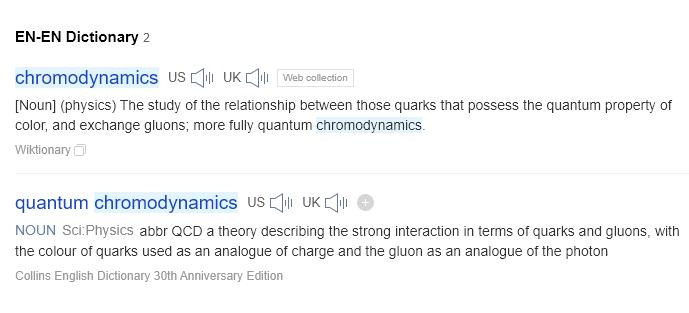 EN-EN Dictionary 2
chromodynamics US UK Web collection
[Noun] (physics) The study of the relationship between those quarks that possess the quantum property of
color, and exchange gluons; more fully quantum chromodynamics.
Wiktionary
quantum chromodynamics US UK +
NOUN Sci:Physics abbr QCD a theory describing the strong interaction in terms of quarks and gluons, with
the colour of quarks used as an analogue of charge and the gluon as an analogue of the photon
Collins English Dictionary 30th Anniversary Edition